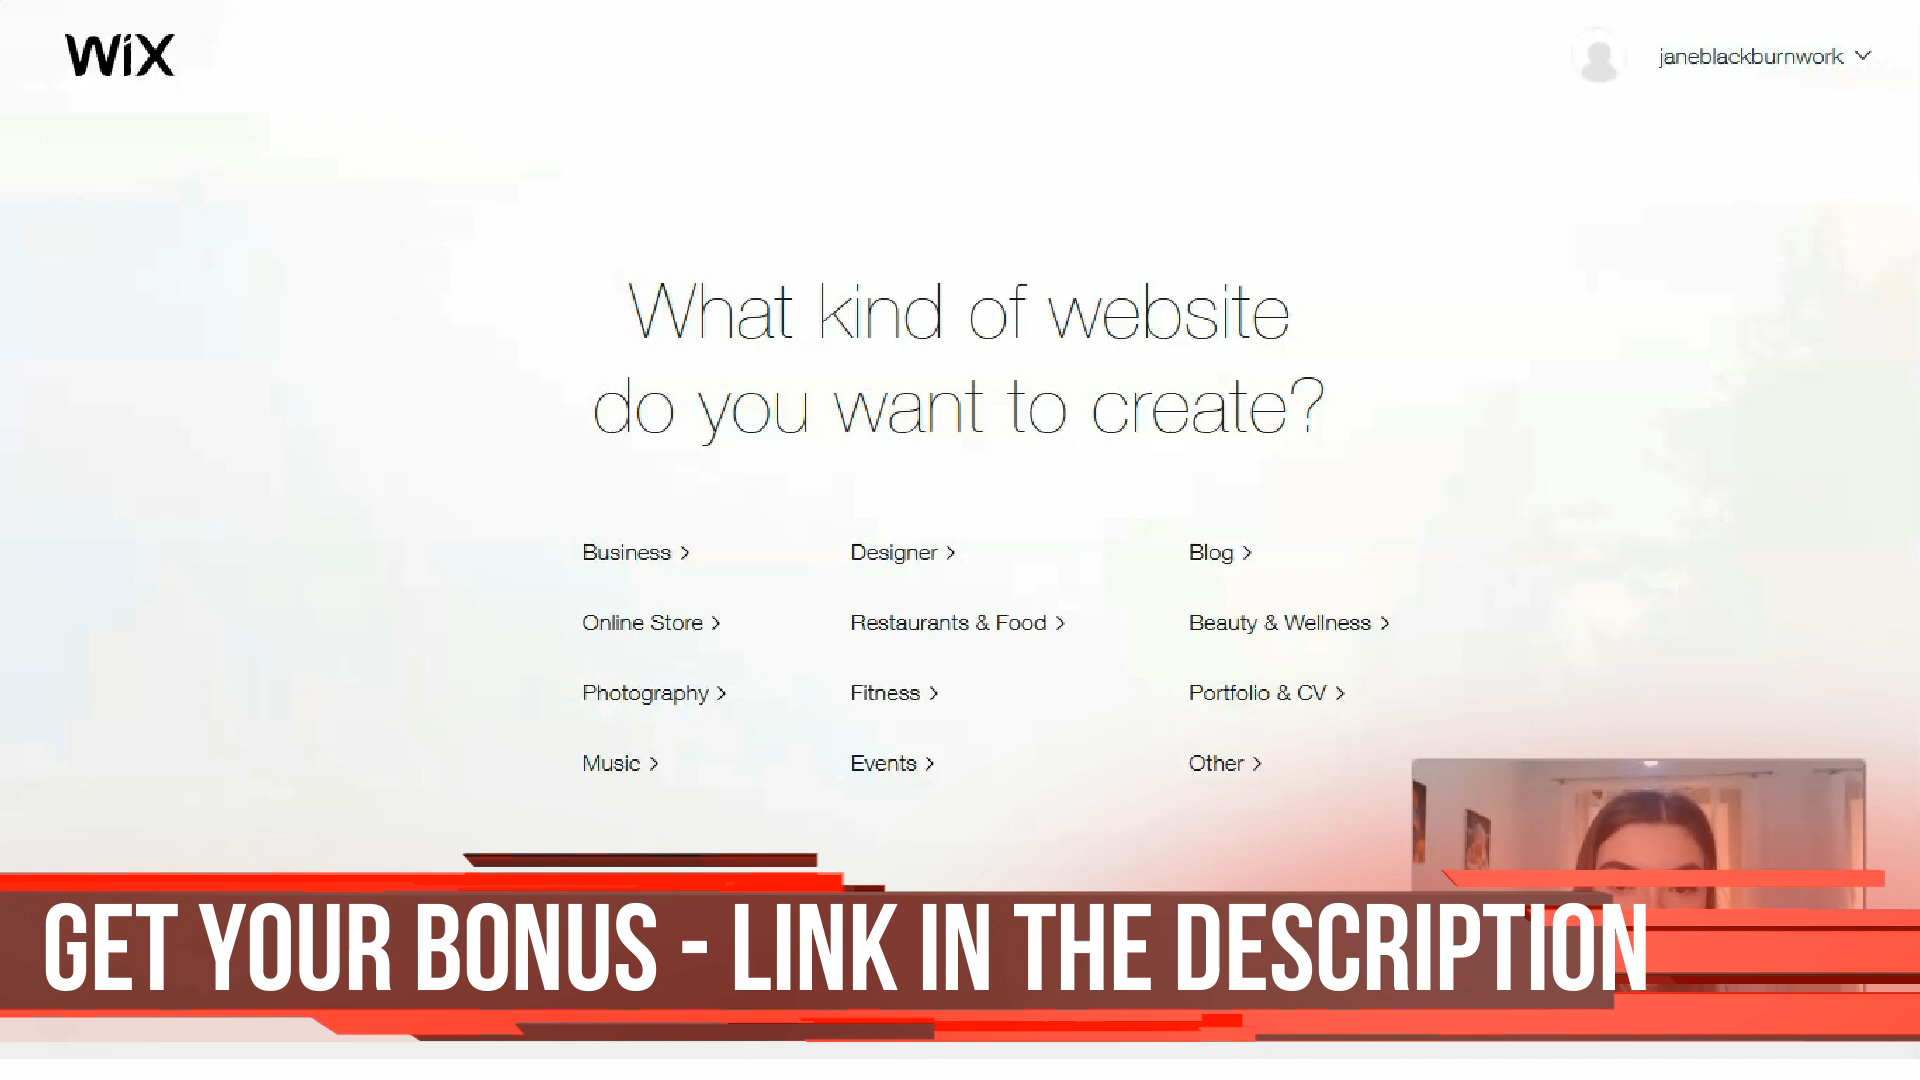 WiX
janeblackburnwork
What kind of website
do you want to create?
Business >
Designer >
Blog >
Online Store >
Restaurants & Food >
Beauty & Wellness >
Photography >
Fitness >
Portfolio & CV >
Music >
Events >
Other >
GET YOUR BONUS - LINK IN THE DESCRIPTION